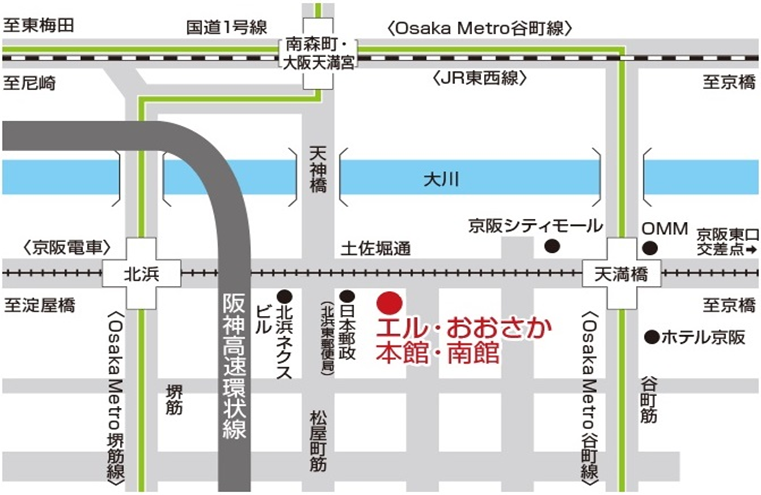 至東梅田
国道1号線
南森町・
大阪天満宮
〈Osaka Metro谷町線〉
〈JR東西線〉
至尼崎
至京橋
天神橋
大川
京阪シティモール
OMM
京阪東口
交差点➡
〈京阪電車〉
土佐堀通
北浜
天満橋
至淀屋橋
至京橋
阪神高速環状線
北浜ネクス
ビル
日本郵政
(北浜東郵便局)
エル・おおさか
本館・南館
ホテル京阪
〈Osaka Metro堺筋線〉
堺筋
松屋町筋
〈Osaka Metro谷町線〉
谷町筋